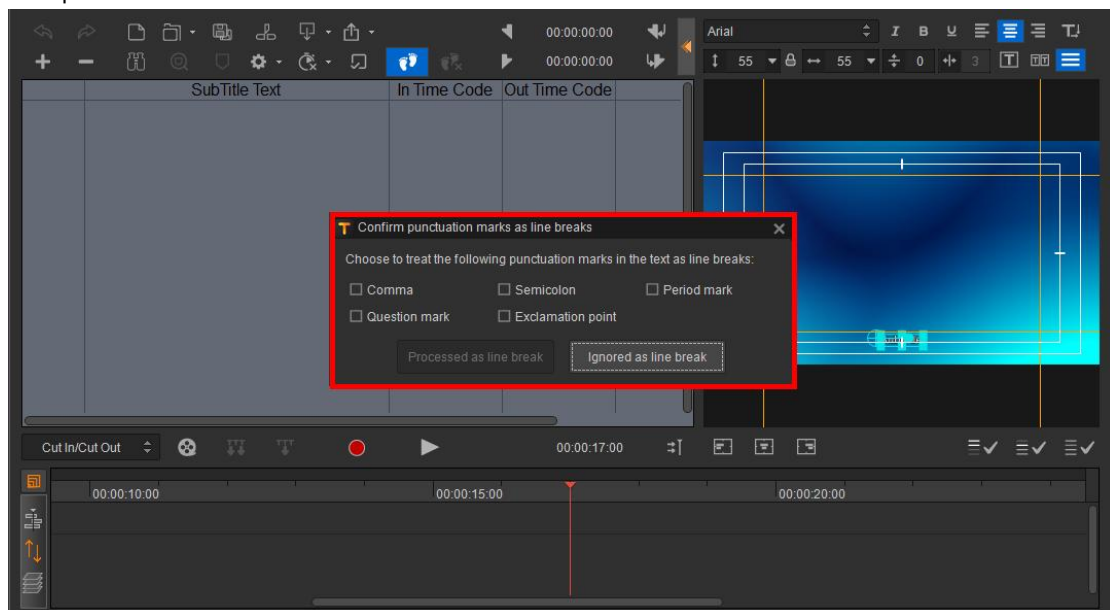 00:00:00:00
Arial
I B U
00:00:00:00
55
55
0
3
T
SubTitle Text In Time Code Out Time Code
T Confirm punctuation marks as line breaks
Choose to treat the following punctuation marks in the text as line breaks:
Comma Semicolon Period mark
Question mark Exclamation point
Processed as line break Ignored as line break
Cut In/Cut Out
00:00:17:00
00:00:10:00 00:00:15:00 00:00:20:00